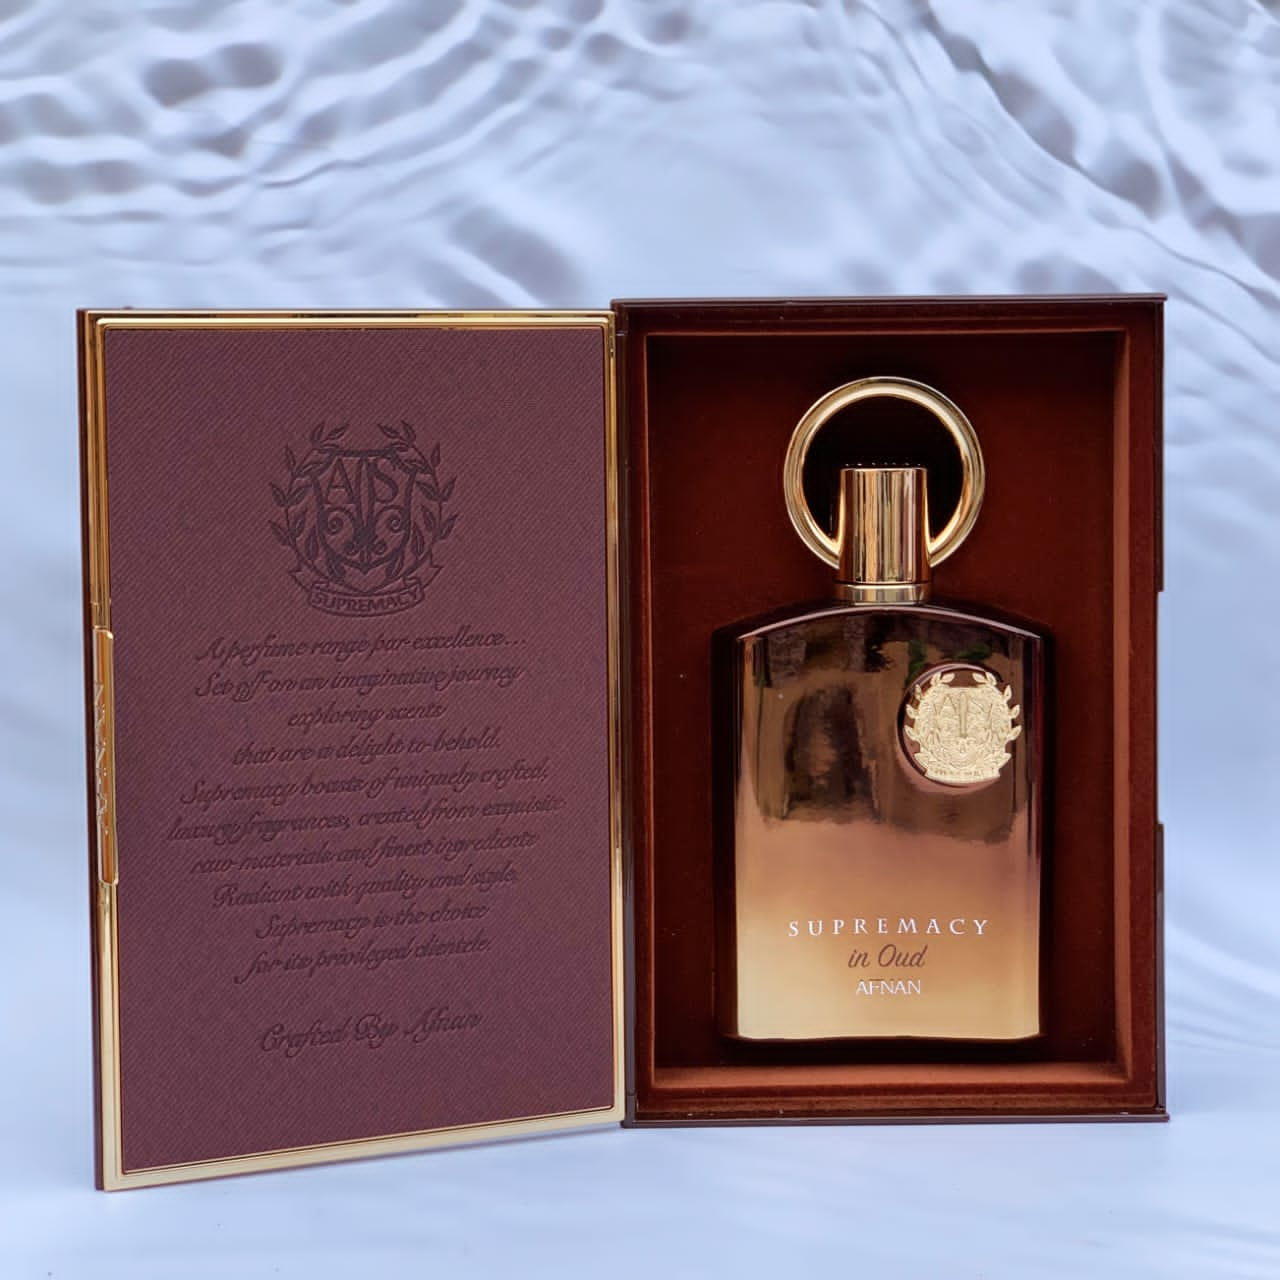 SUPREMACY
A perfume range par excellence...
Set off on an imaginative journey
exploring scents
that are a delight to behold.
Supremacy boasts of uniquely crafted,
luxury fragrances, created from exquisite
raw materials and finest ingredients
Radiant with quality and style,
Supremacy is the choice
for its privileged clientele.
Crafted By Afnan
SUPREMACY
in Oud
AFNAN